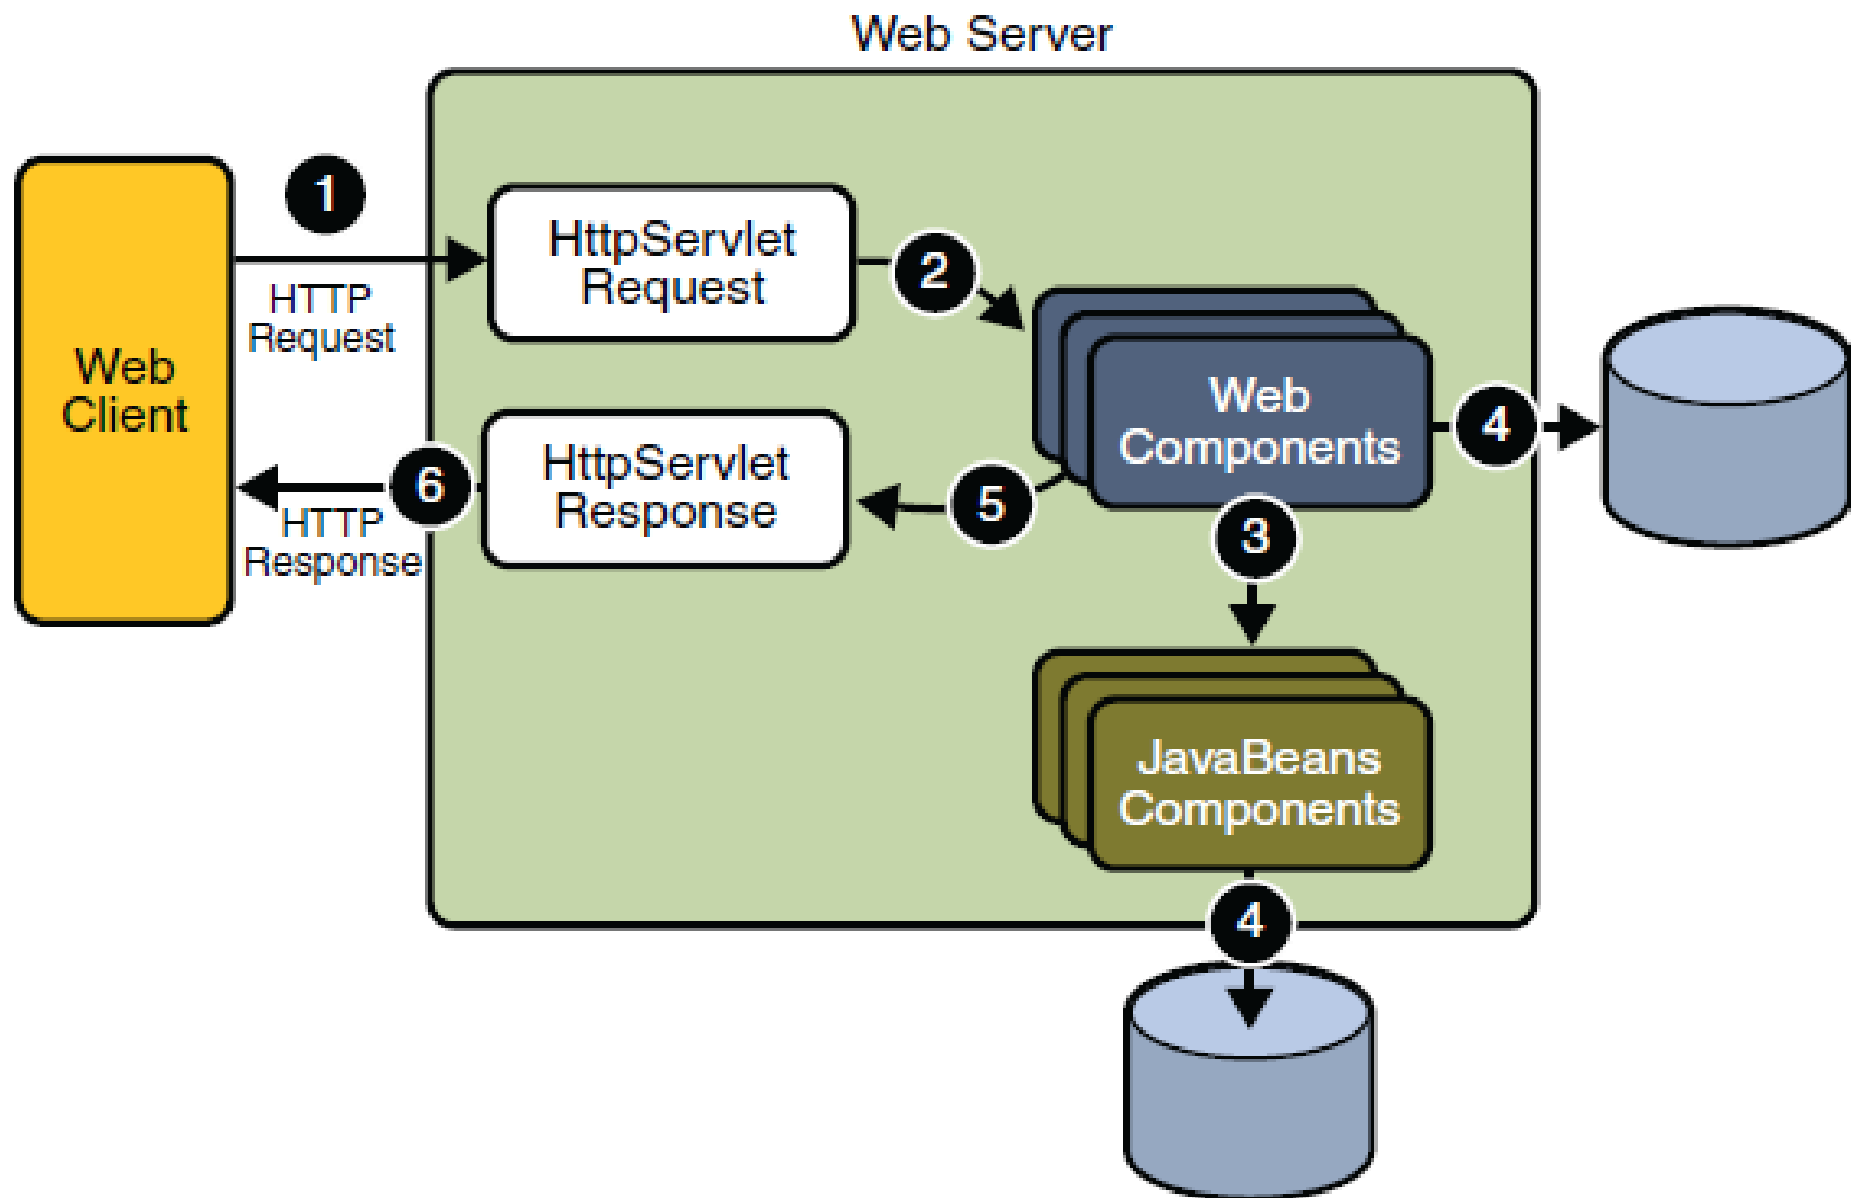 Web Server
1
HTTP
Request
Web
Client
HttpServlet
Request
2
Web
Components
4
HttpServlet
Response
5
6
HTTP
Response
3
JavaBeans
Components
4